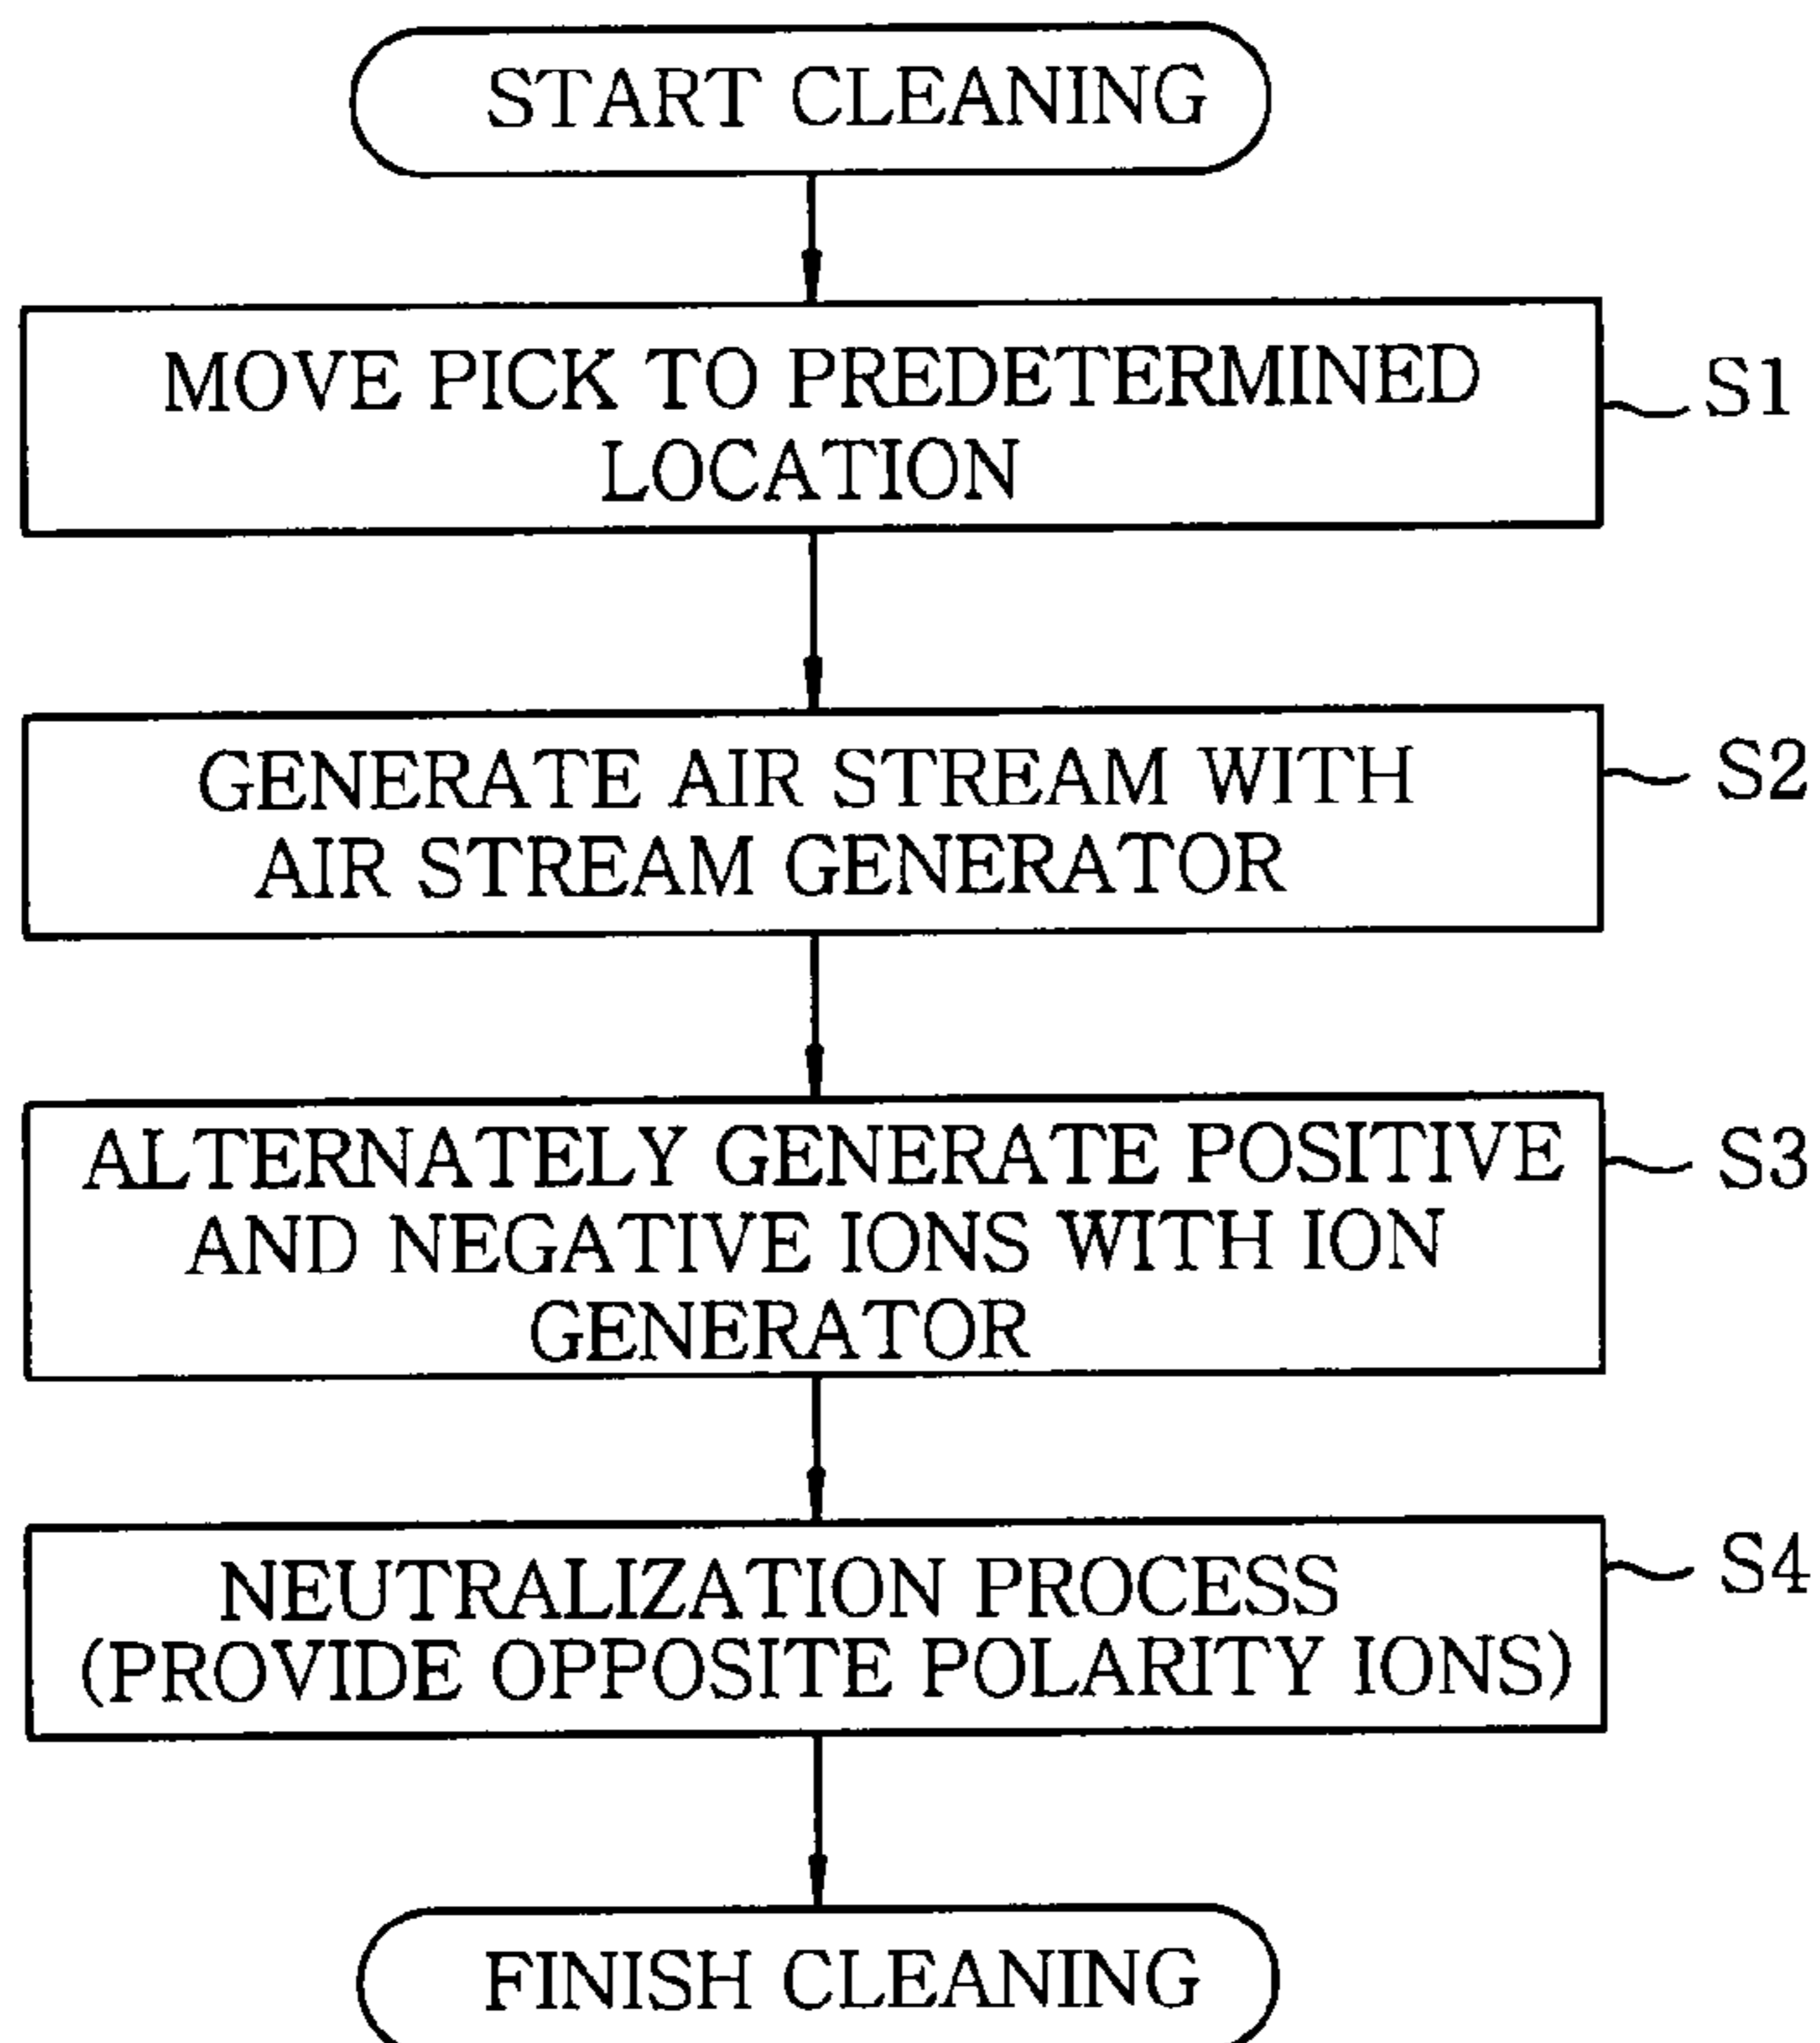 START CLEANING
MOVE PICK TO PREDETERMINED
LOCATION
S1
GENERATE AIR STREAM WITH
AIR STREAM GENERATOR
S2
ALTERNATELY GENERATE POSITIVE
AND NEGATIVE IONS WITH ION
GENERATOR
S3
NEUTRALIZATION PROCESS
(PROVIDE OPPOSITE POLARITY IONS)
S4
FINISH CLEANING